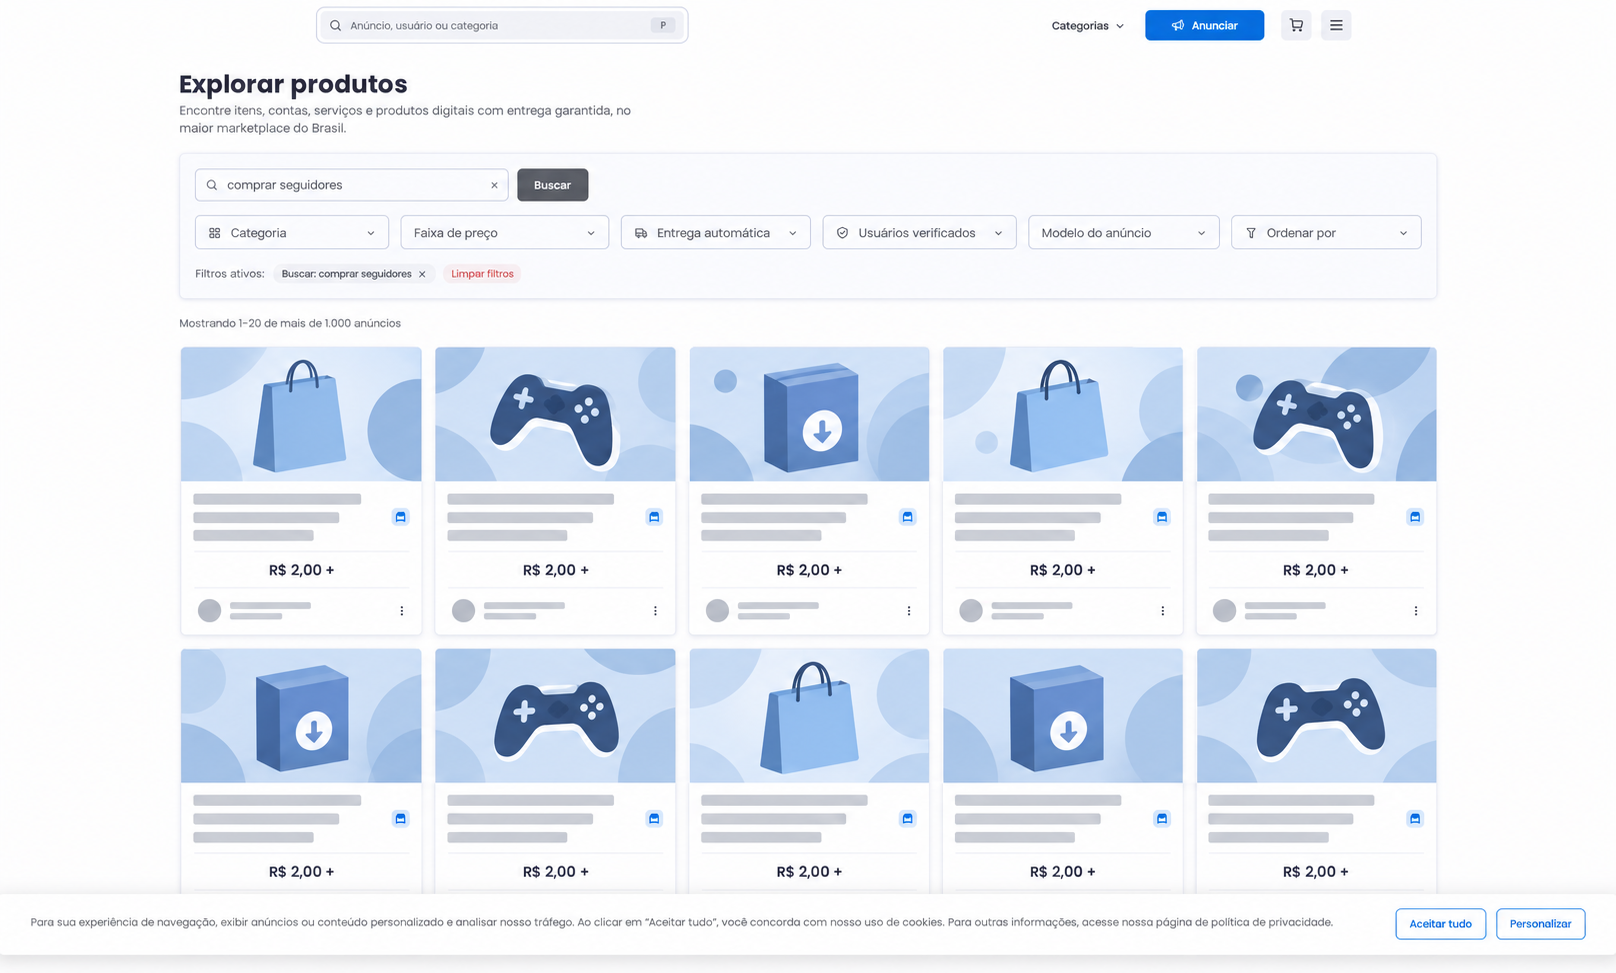 Anúncio, usuário ou categoria
P
Categorias
Anunciar
Explorar produtos
Encontre itens, contas, serviços e produtos digitais com entrega garantida, no
maior marketplace do Brasil.
comprar seguidores
Buscar
Categoria
Faixa de preço
Entrega automática
Usuários verificados
Modelo do anúncio
Ordenar por
Filtros ativos:
Buscar: comprar seguidores
Limpar filtros
Mostrando 1-20 de mais de 1.000 anúncios
R$ 2,00 +
R$ 2,00 +
R$ 2,00 +
R$ 2,00 +
R$ 2,00 +
R$ 2,00 +
R$ 2,00 +
R$ 2,00 +
R$ 2,00 +
R$ 2,00 +
Para sua experiência de navegação, exibir anúncios ou conteúdo personalizado e analisar nosso tráfego. Ao clicar em "Aceitar tudo", você concorda com nosso uso de cookies. Para outras informações, acesse nossa página de política de privacidade.
Aceitar tudo
Personalizar